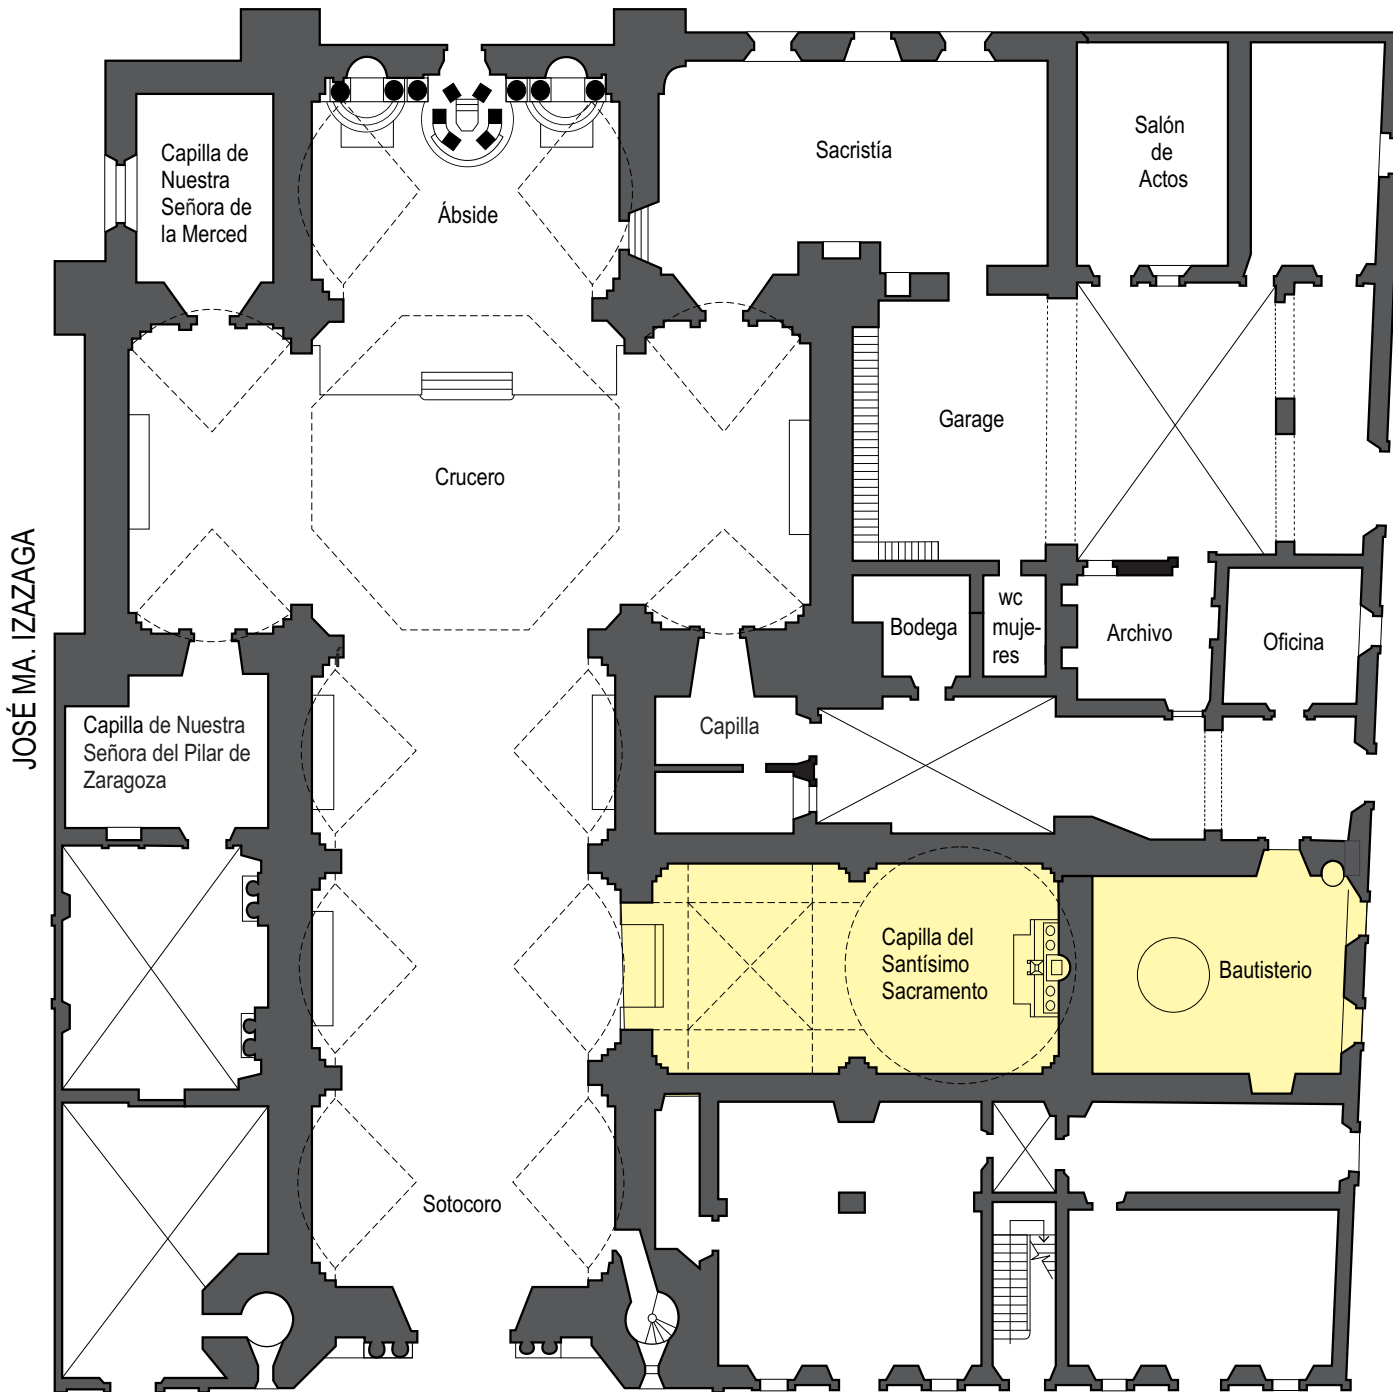 Capilla de
Nuestra
Señora de
la Merced
Ábside
Sacristía
Salón
de
Actos
Crucero
Garage
JOSÉ MA. IZAZAGA
Bodega
wc
muje-
res
Archivo
Oficina
Capilla de Nuestra
Señora del Pilar de
Zaragoza
Capilla
Capilla del
Santísimo
Sacramento
Bautisterio
Sotocoro